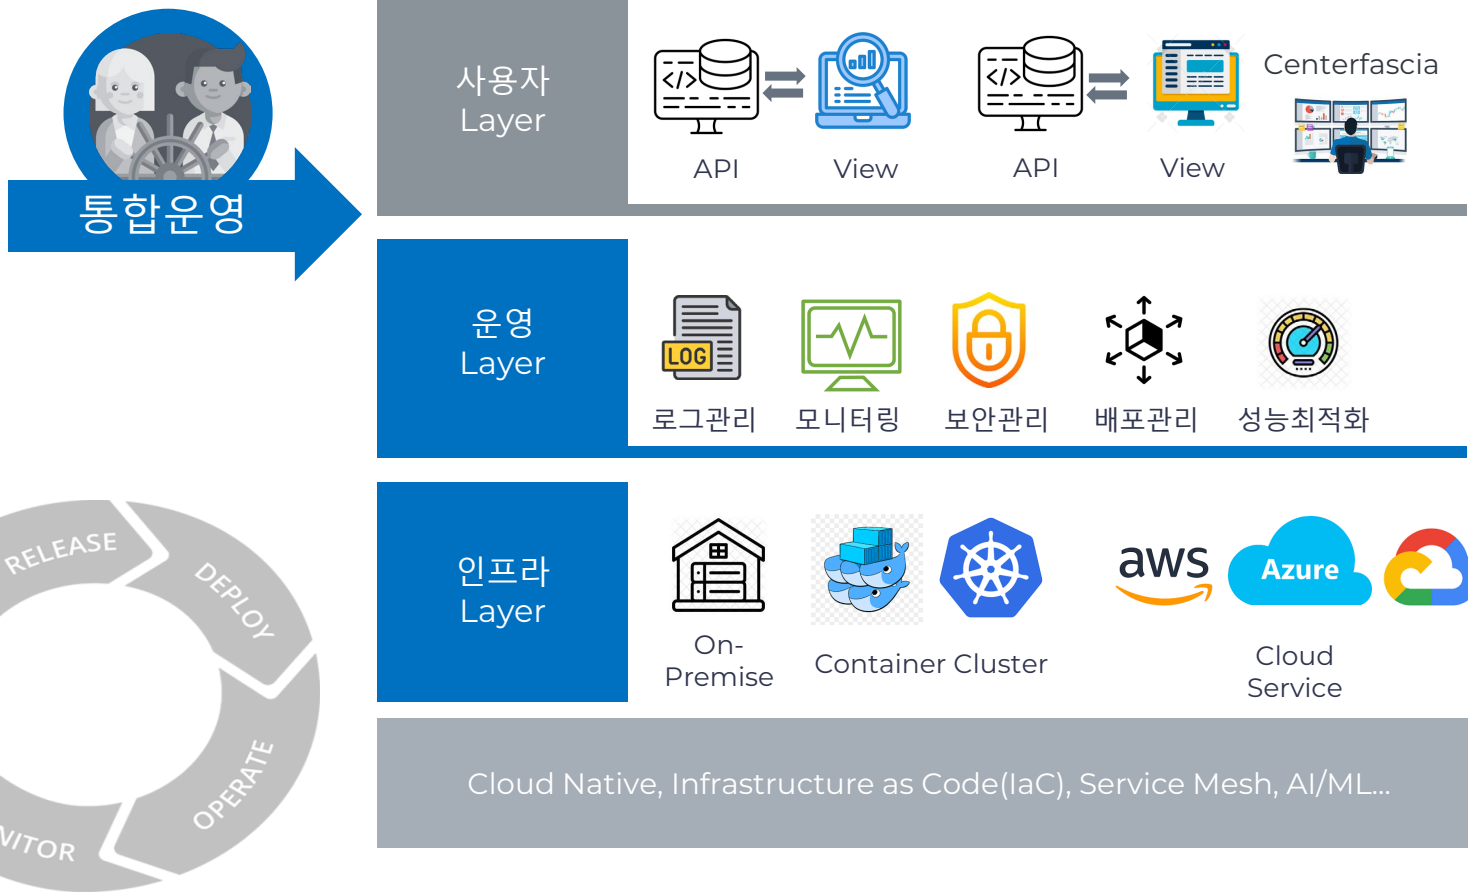 통합운영
사용자
Layer
</>
API
View
</>
API
View
Centerfascia
운영
Layer
LOG
로그관리
모니터링
보안관리
배포관리
성능최적화
인프라
Layer
On-
Premise
Container Cluster
aws
Azure
Cloud
Service
Cloud Native, Infrastructure as Code(IaC), Service Mesh, AI/ML...
RELEASE
DEPLOY
OPERATE
NITOR